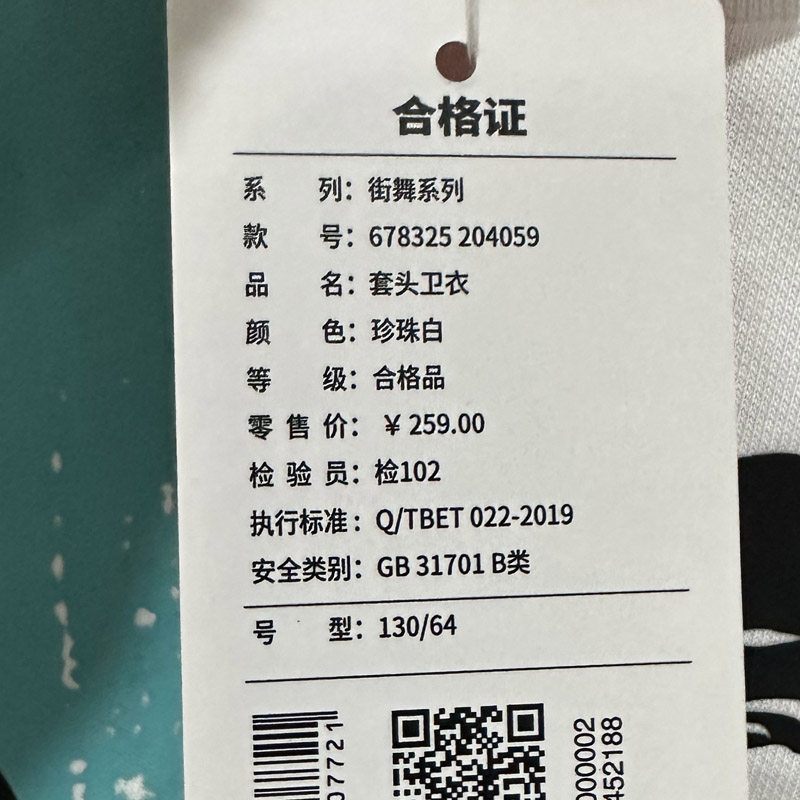 合格证
系 列：街舞系列
款 号：678325 204059
品 名：套头卫衣
颜 色：珍珠白
等 级：合格品
零 售 价：￥259.00
检 验 员：检102
执行标准：Q/TBET 022-2019
安全类别：GB 31701 B类
号 型：130/64
07721
000002
452188